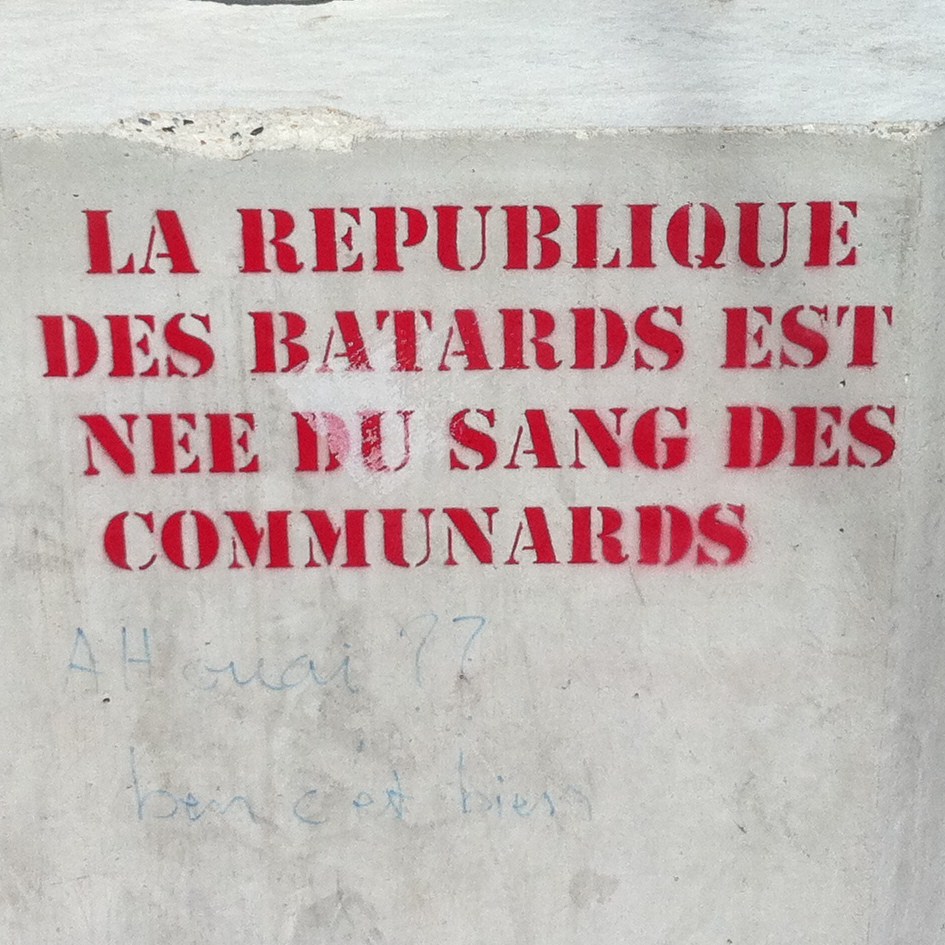 LA REPUBLIQUE
DES BATARDS EST
NEE DU SANG DES
COMMUNARDS
AH ouai ??
ben c est bien